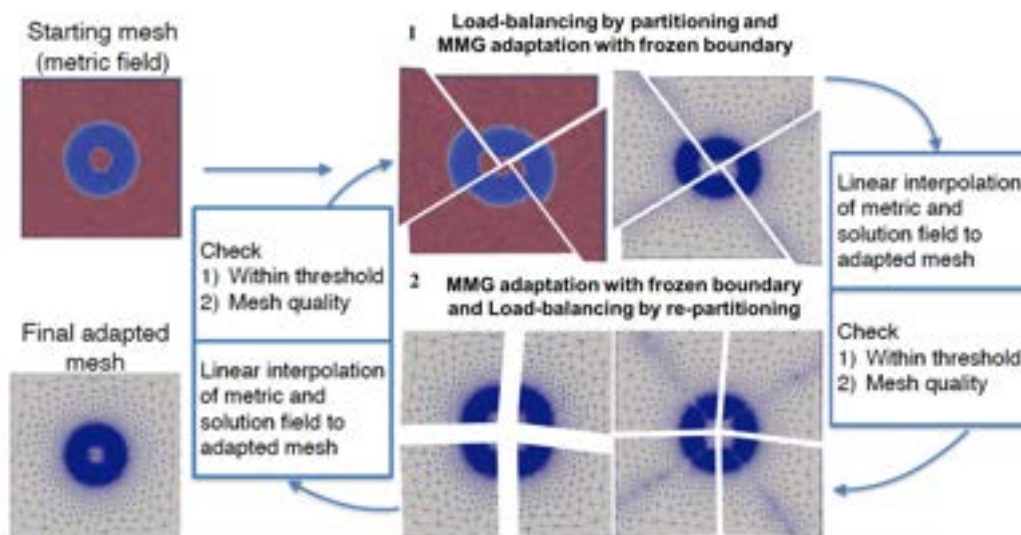 Starting mesh
(metric field)
1
Load-balancing by partitioning and
MMG adaptation with frozen boundary
Linear interpolation
of metric and
solution field to
adapted mesh
Check
1) Within threshold
2) Mesh quality
2
MMG adaptation with frozen boundary
and Load-balancing by re-partitioning
Check
1) Within threshold
2) Mesh quality
Linear interpolation
of metric and
solution field to
adapted mesh
Final adapted
mesh